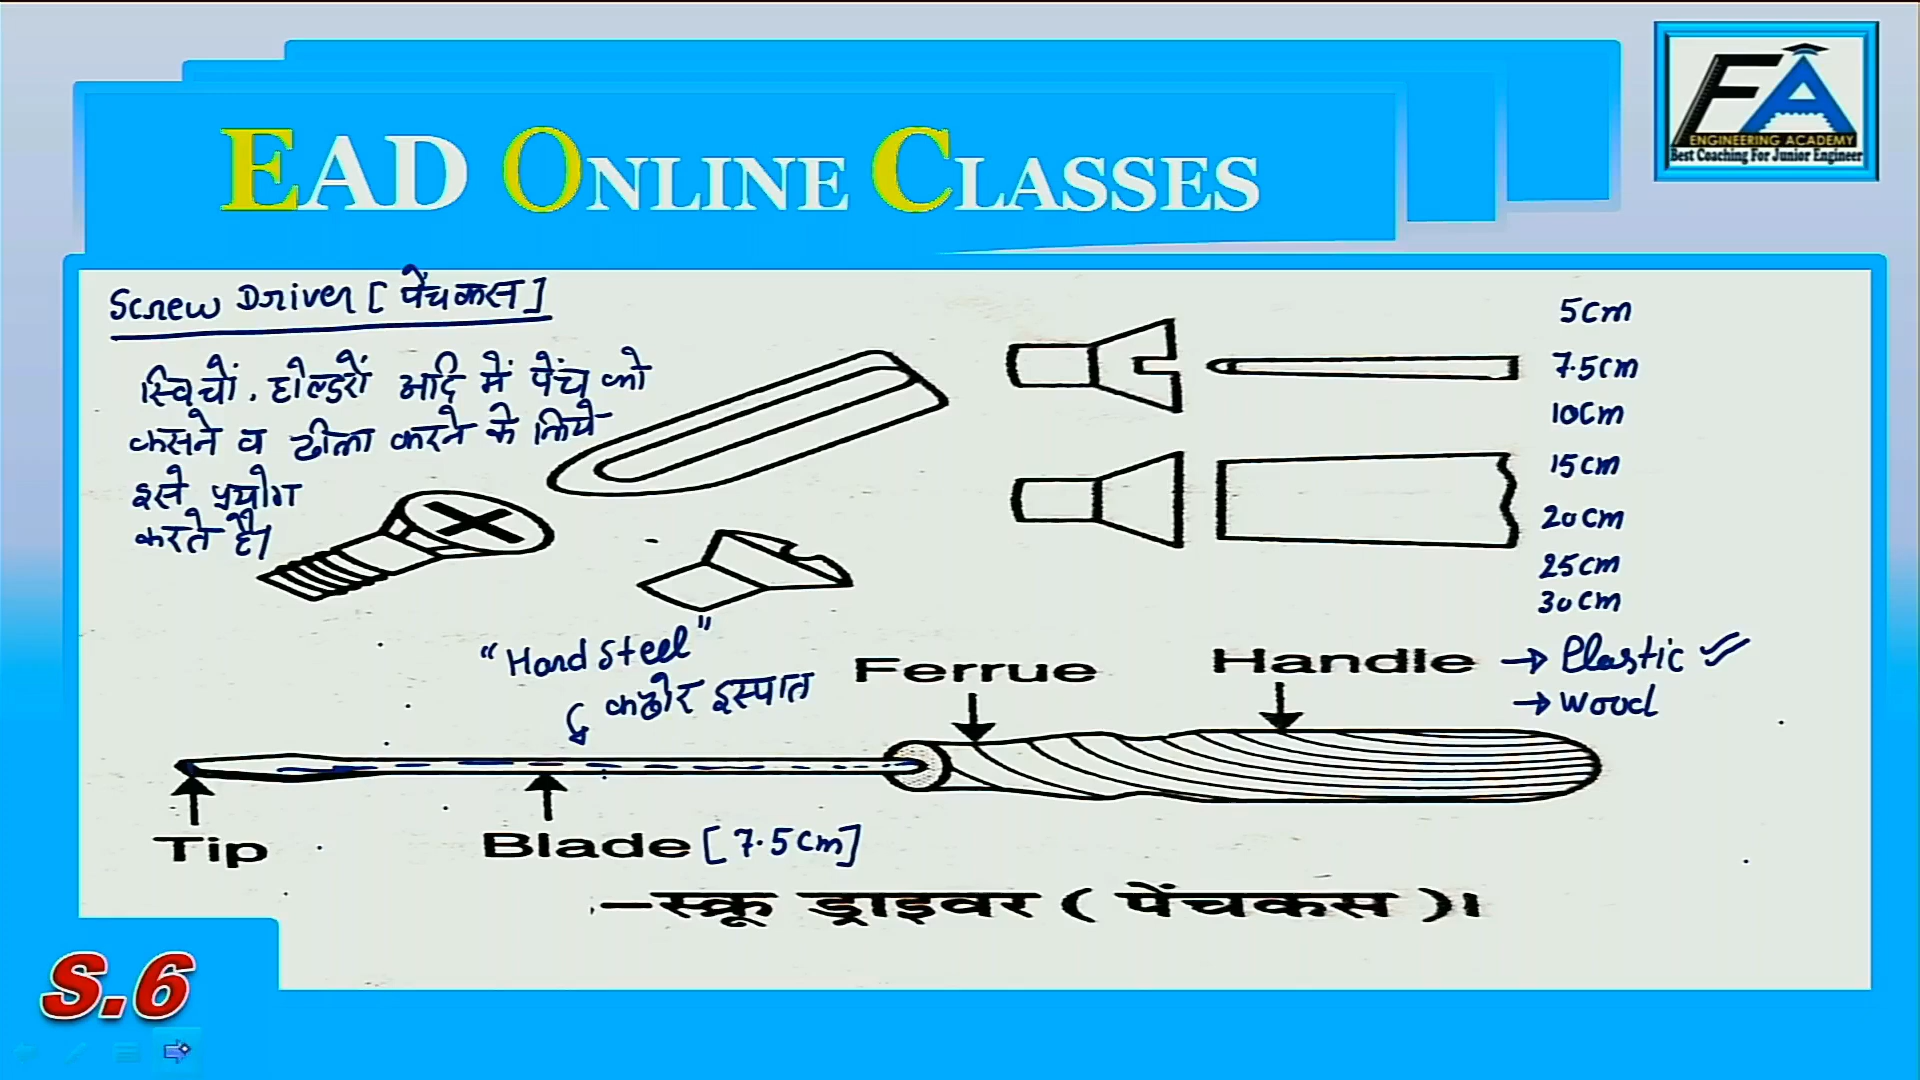 EAD ONLINE CLASSES
FA
ENGINEERING ACADEMY
Best Coaching For Junior Engineer
Screw Driver [ पेंचकस ]
स्विचों, होल्डरों आदि में पेंच को
कसने व ढीला करने के लिये
इसे प्रयोग
करते है।
5cm
7.5cm
10cm
15cm
20cm
25cm
30cm
"Hard Steel"
कठोर इस्पात
Ferrue
Handle → Plastic
→ wood
Tip
Blade [7.5cm]
–स्क्रू ड्राइवर ( पेंचकस )।
S.6